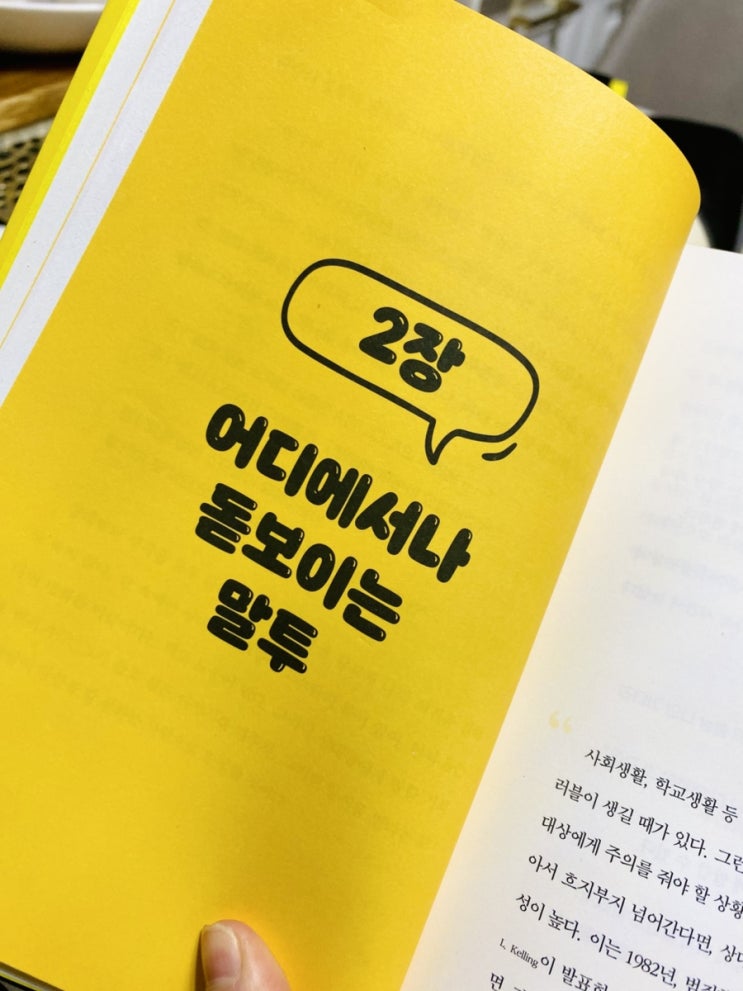 2장
어디에서나
돋보이는
말투
“
사회생활, 학교생활 등
러블이 생길 때가 있다. 그런
대상에게 주의를 줘야 할 상황
아서 흐지부지 넘어간다면, 상대
성이 높다. 이는 1982년, 범죄
L. Kelling이 발표한
면